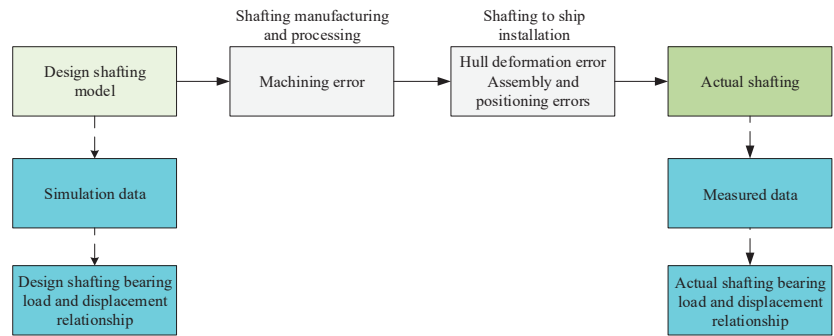 Shafting manufacturing
and processing
Shafting to ship
installation
Design shafting
model
Machining error
Hull deformation error
Assembly and
positioning errors
Actual shafting
Simulation data
Measured data
Design shafting bearing
load and displacement
relationship
Actual shafting bearing
load and displacement
relationship